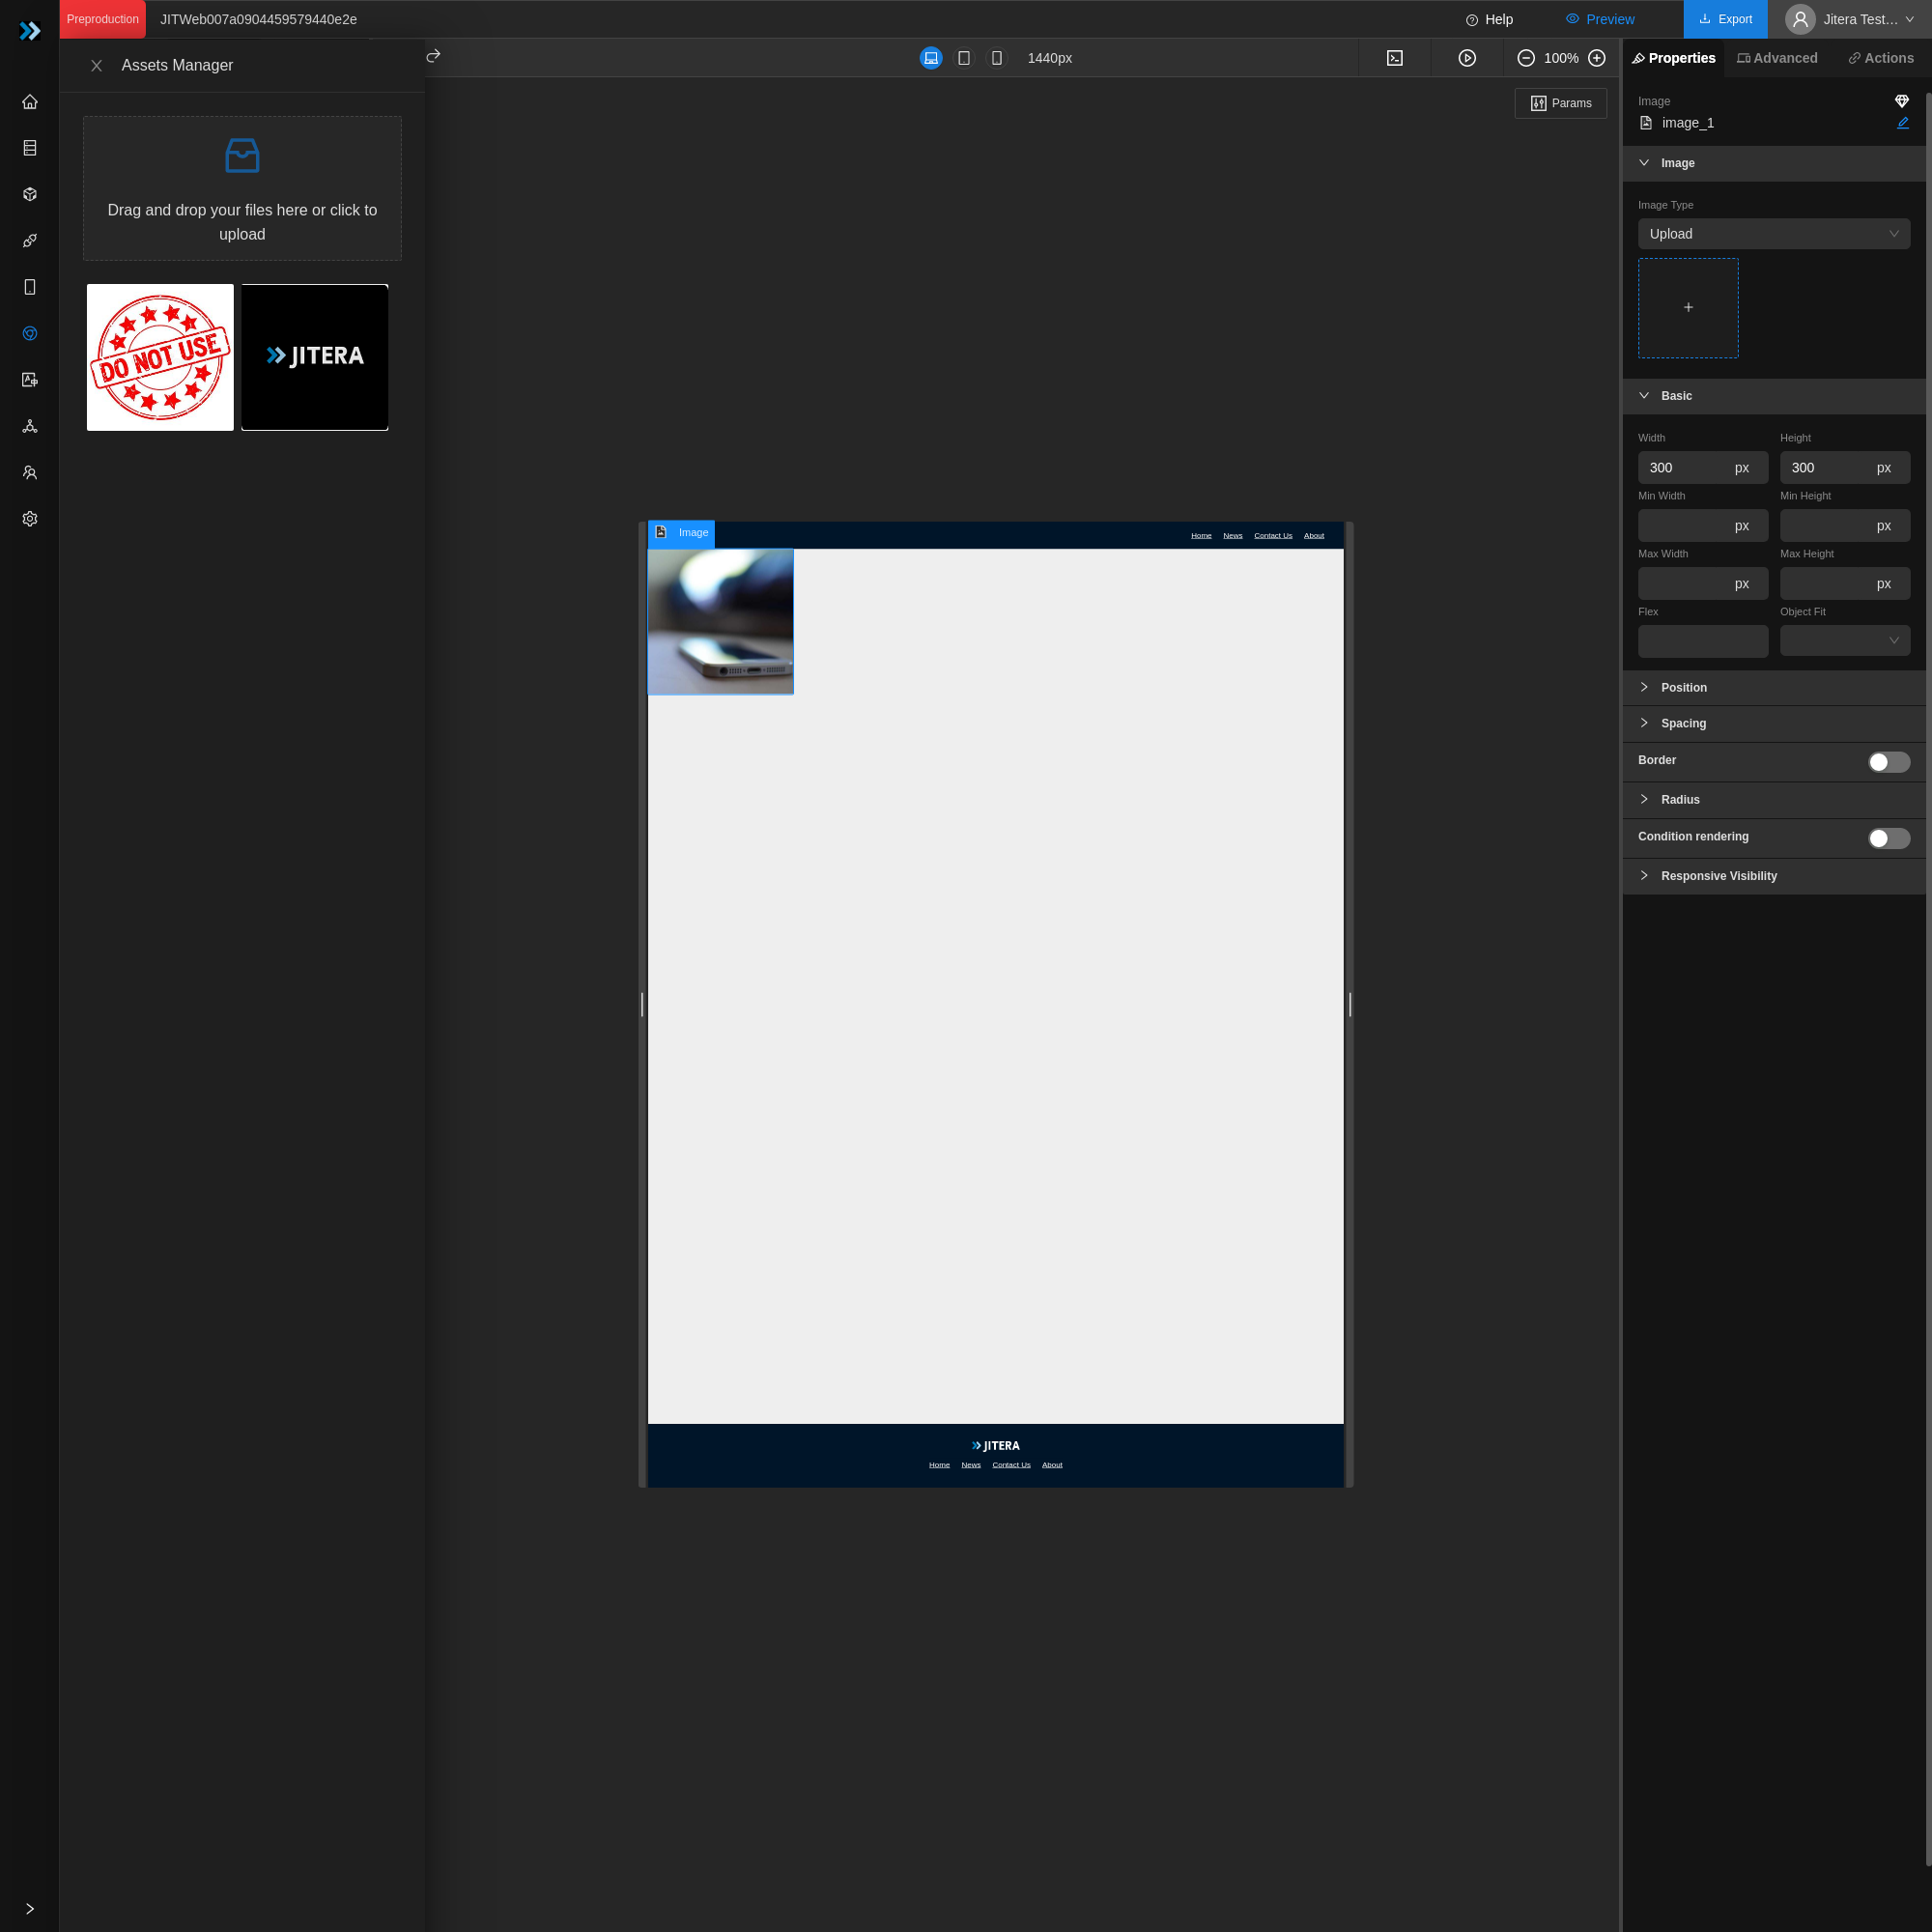 Preproduction
JITWeb007a0904459579440e2e
Help
Preview
Export
Jitera Test...
Assets Manager
1440px
100%
Properties
Advanced
Actions
Params
Drag and drop your files here or click to
upload
DO NOT USE
JITERA
Image
image_1
Image
Image Type
Upload
Basic
Width
Height
300
px
300
px
Min Width
Min Height
px
px
Max Width
Max Height
px
px
Flex
Object Fit
Position
Spacing
Border
Radius
Condition rendering
Responsive Visibility
Image
Home
News
Contact Us
About
JITERA
Home
News
Contact Us
About